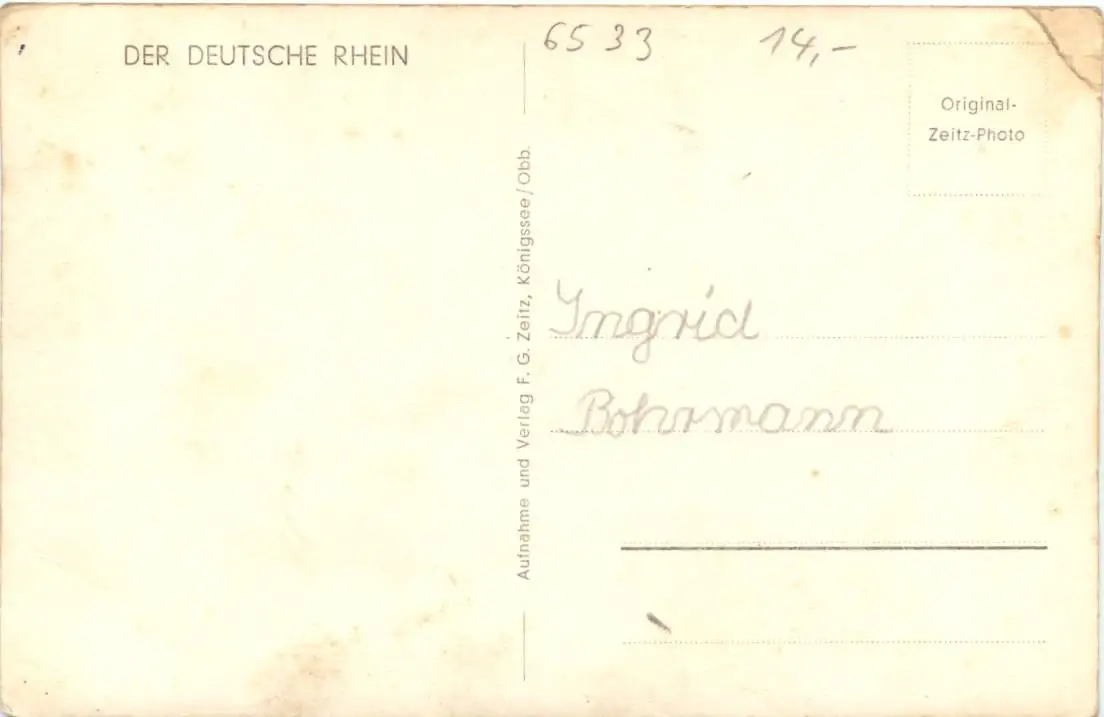 DER DEUTSCHE RHEIN
6533 14,-
Original-
Zeitz-Photo
Aufnahme und Verlag F. G. Zeitz, Königssee/Obb.
Ingrid
Bohrmann